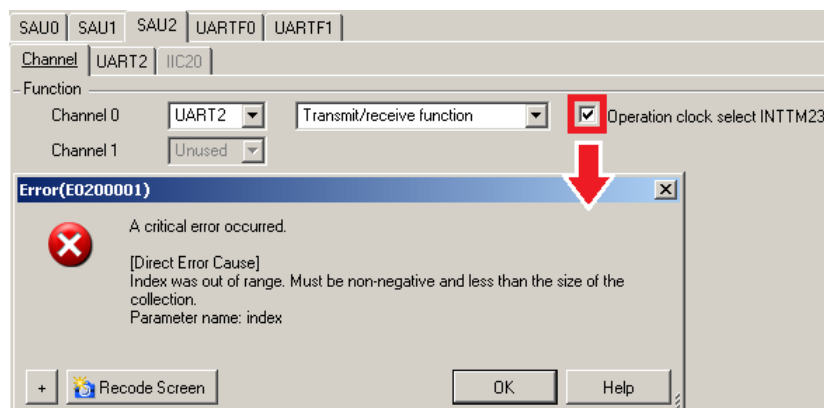 SAU0 SAU1 SAU2 UARTF0 UARTF1
Channel UART2 IIC20
Function
Channel 0 UART2 Transmit/receive function Operation clock select INTTM23
Channel 1 Unused
Error(E0200001)
A critical error occurred.
[Direct Error Cause]
Index was out of range. Must be non-negative and less than the size of the
collection.
Parameter name: index
+ Recode Screen OK Help